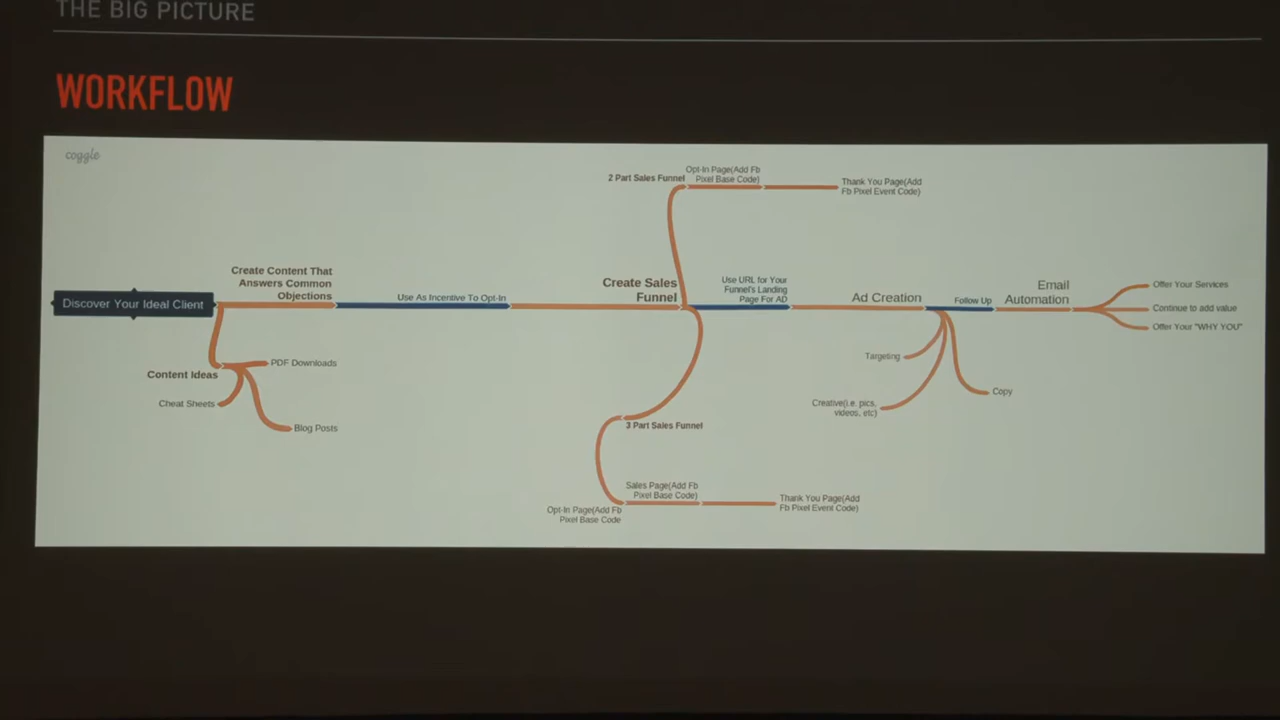 THE BIG PICTURE
WORKFLOW
coggle
Discover Your Ideal Client
Create Content That
Answers Common
Objections
Use As Incentive To Opt-In
Content Ideas
PDF Downloads
Cheat Sheets
Blog Posts
Create Sales
Funnel
2 Part Sales Funnel
Opt-In Page(Add Fb
Pixel Base Code)
Thank You Page(Add
Fb Pixel Event Code)
3 Part Sales Funnel
Opt-In Page(Add Fb
Pixel Base Code
Sales Page(Add Fb
Pixel Base Code)
Thank You Page(Add
Fb Pixel Event Code)
Use URL for Your
Funnel's Landing
Page For AD
Ad Creation
Targeting
Creative(i.e. pics,
videos, etc)
Copy
Follow Up
Email
Automation
Offer Your Services
Continue to add value
Offer Your "WHY YOU"